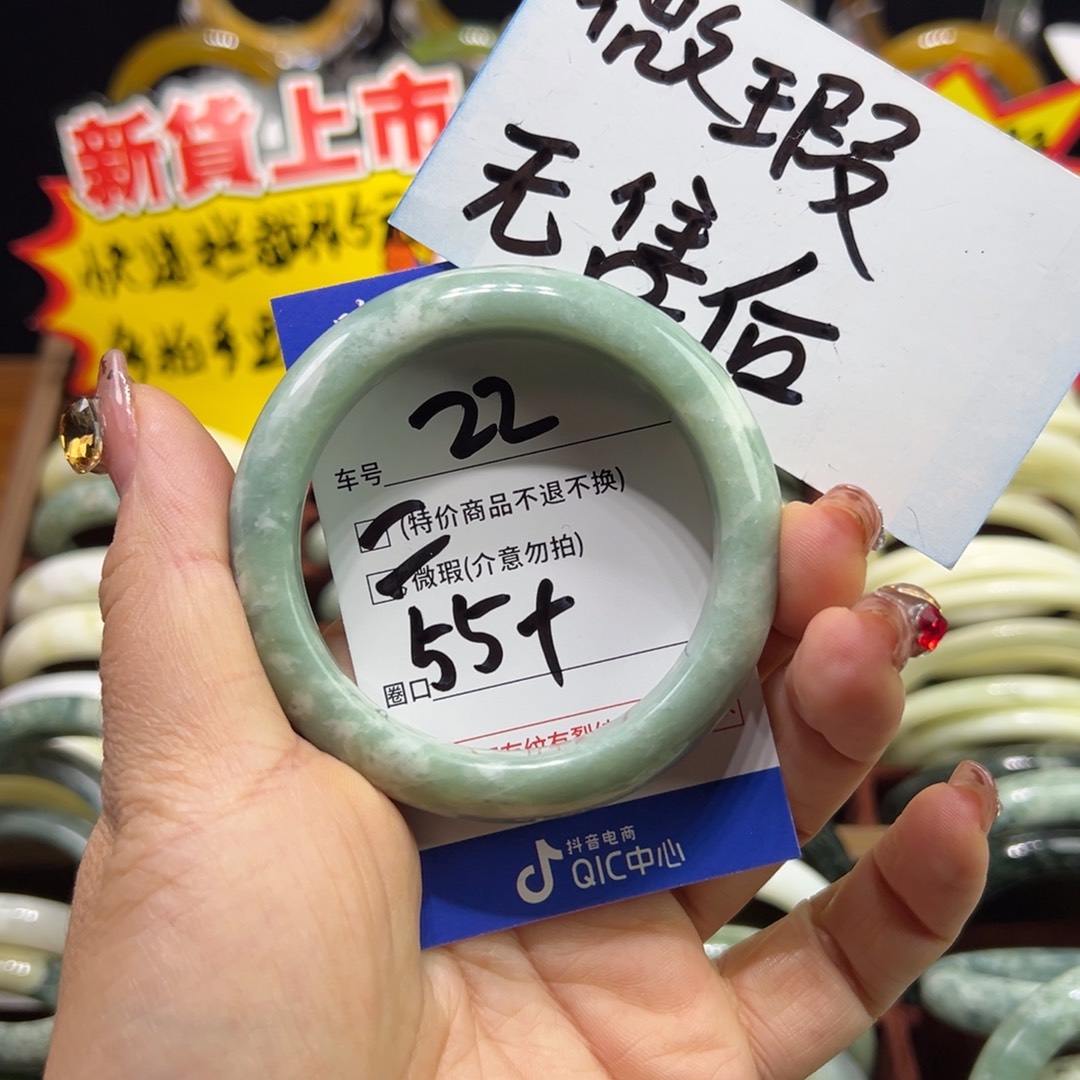 微瑕
无售后
新貨上市
22
车号
(特价商品不退不换)
微瑕(介意勿拍)
55+
圈口
抖音电商
QIC中心